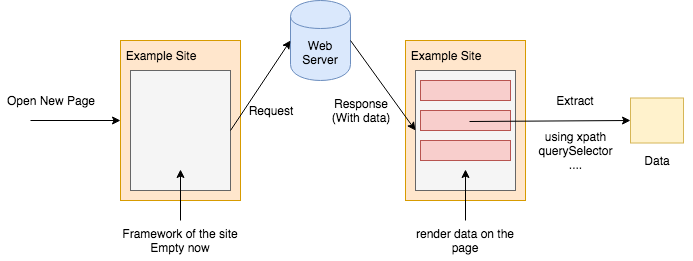 Open New Page
Example Site
Framework of the site
Empty now
Request
Web
Server
Response
(With data)
Example Site
render data on the
page
Extract
using xpath
querySelector
....
Data